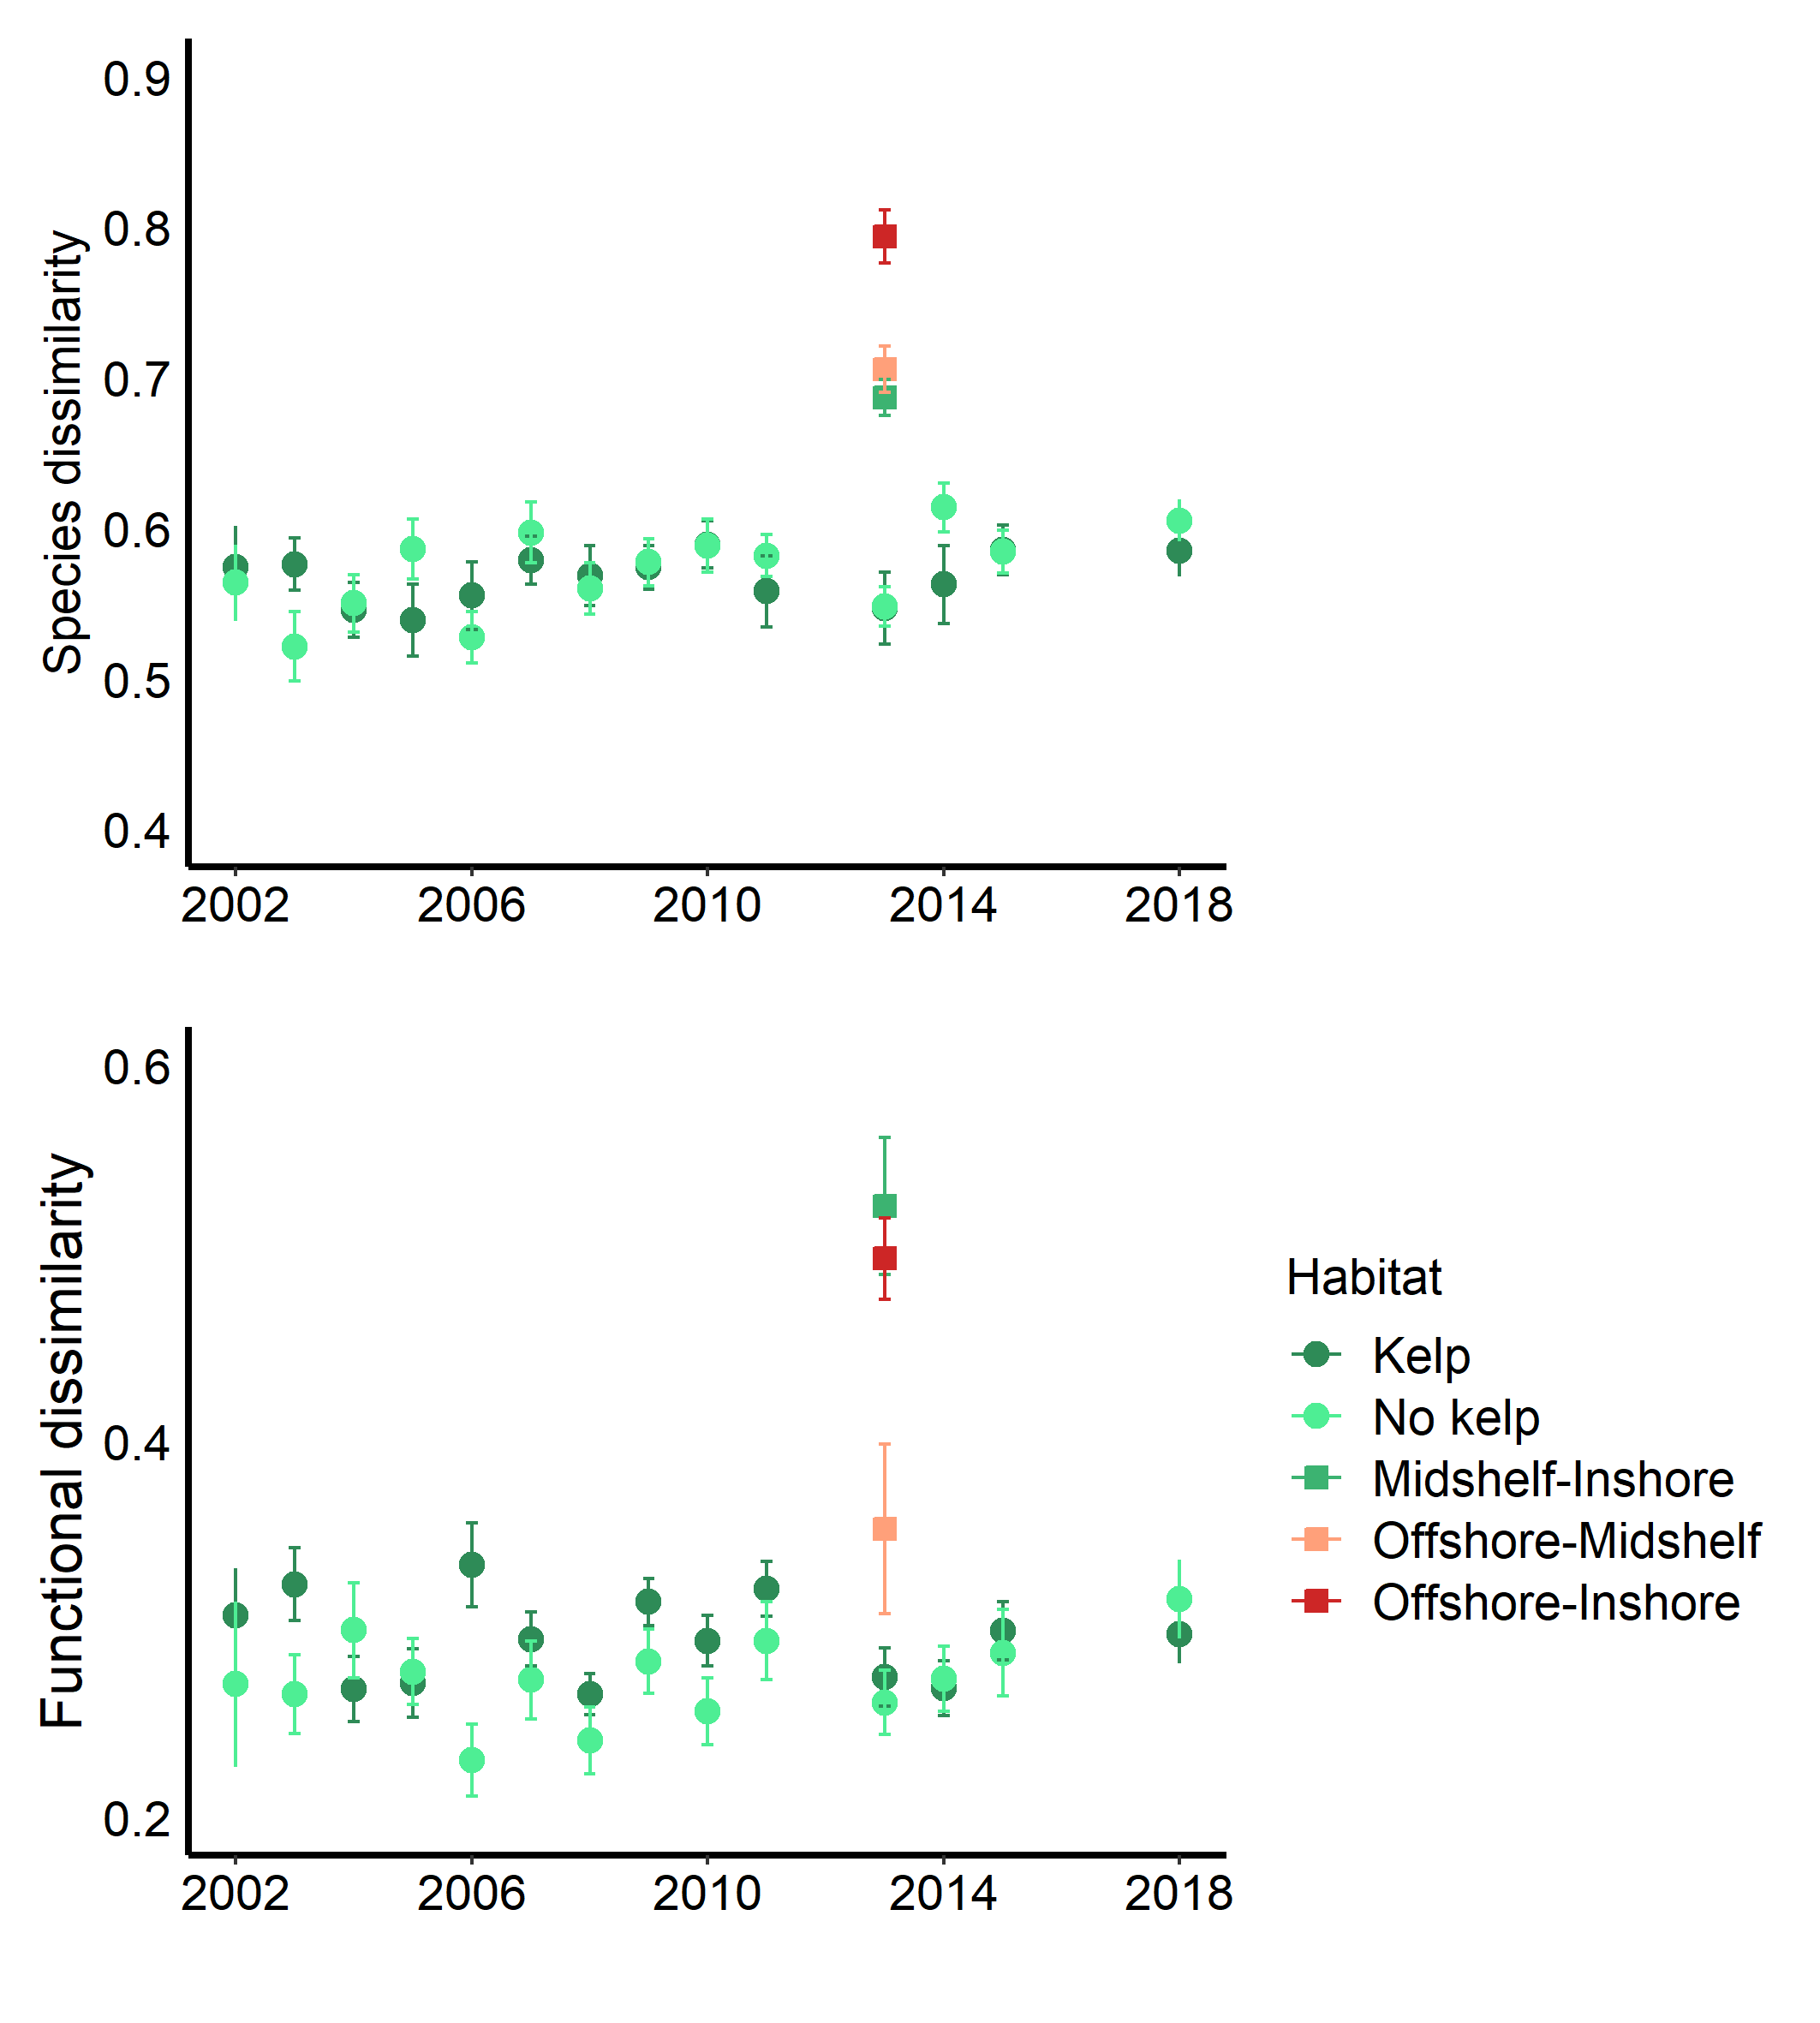 0.9
0.8
0.7
0.6
0.5
0.4
Species dissimilarity
2002 2006 2010 2014 2018
0.6
0.4
0.2
Functional dissimilarity
2002 2006 2010 2014 2018
Habitat
Kelp
No kelp
Midshelf-Inshore
Offshore-Midshelf
Offshore-Inshore